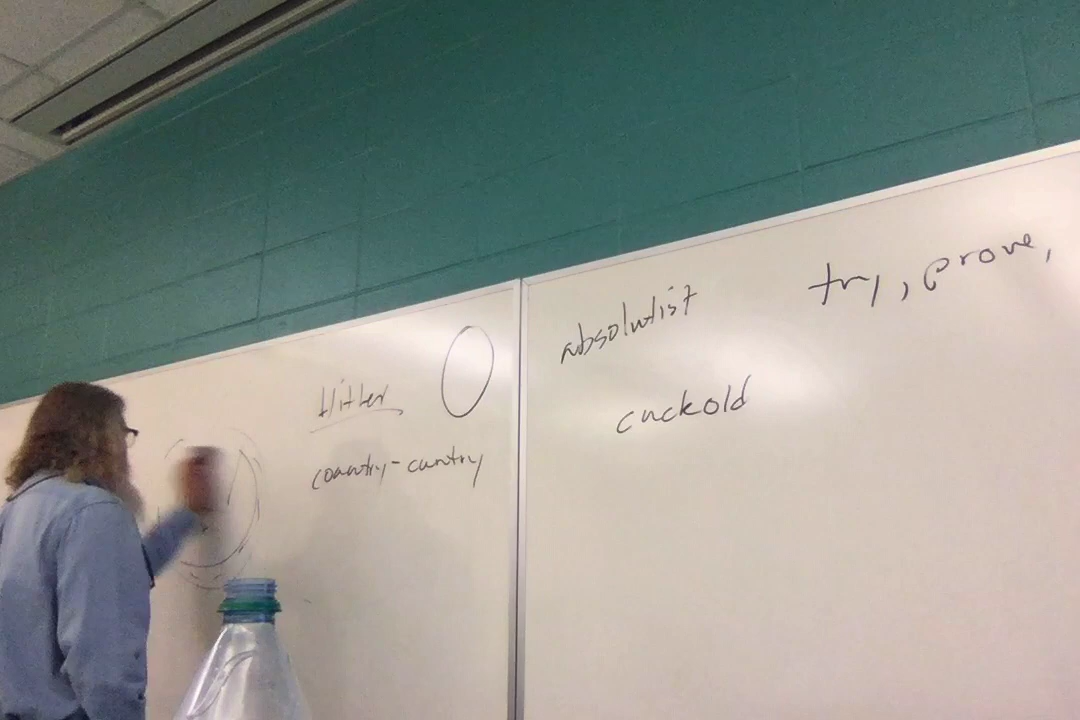 Hitler
country-cuntry
absolutist
cuckold
try, prove,